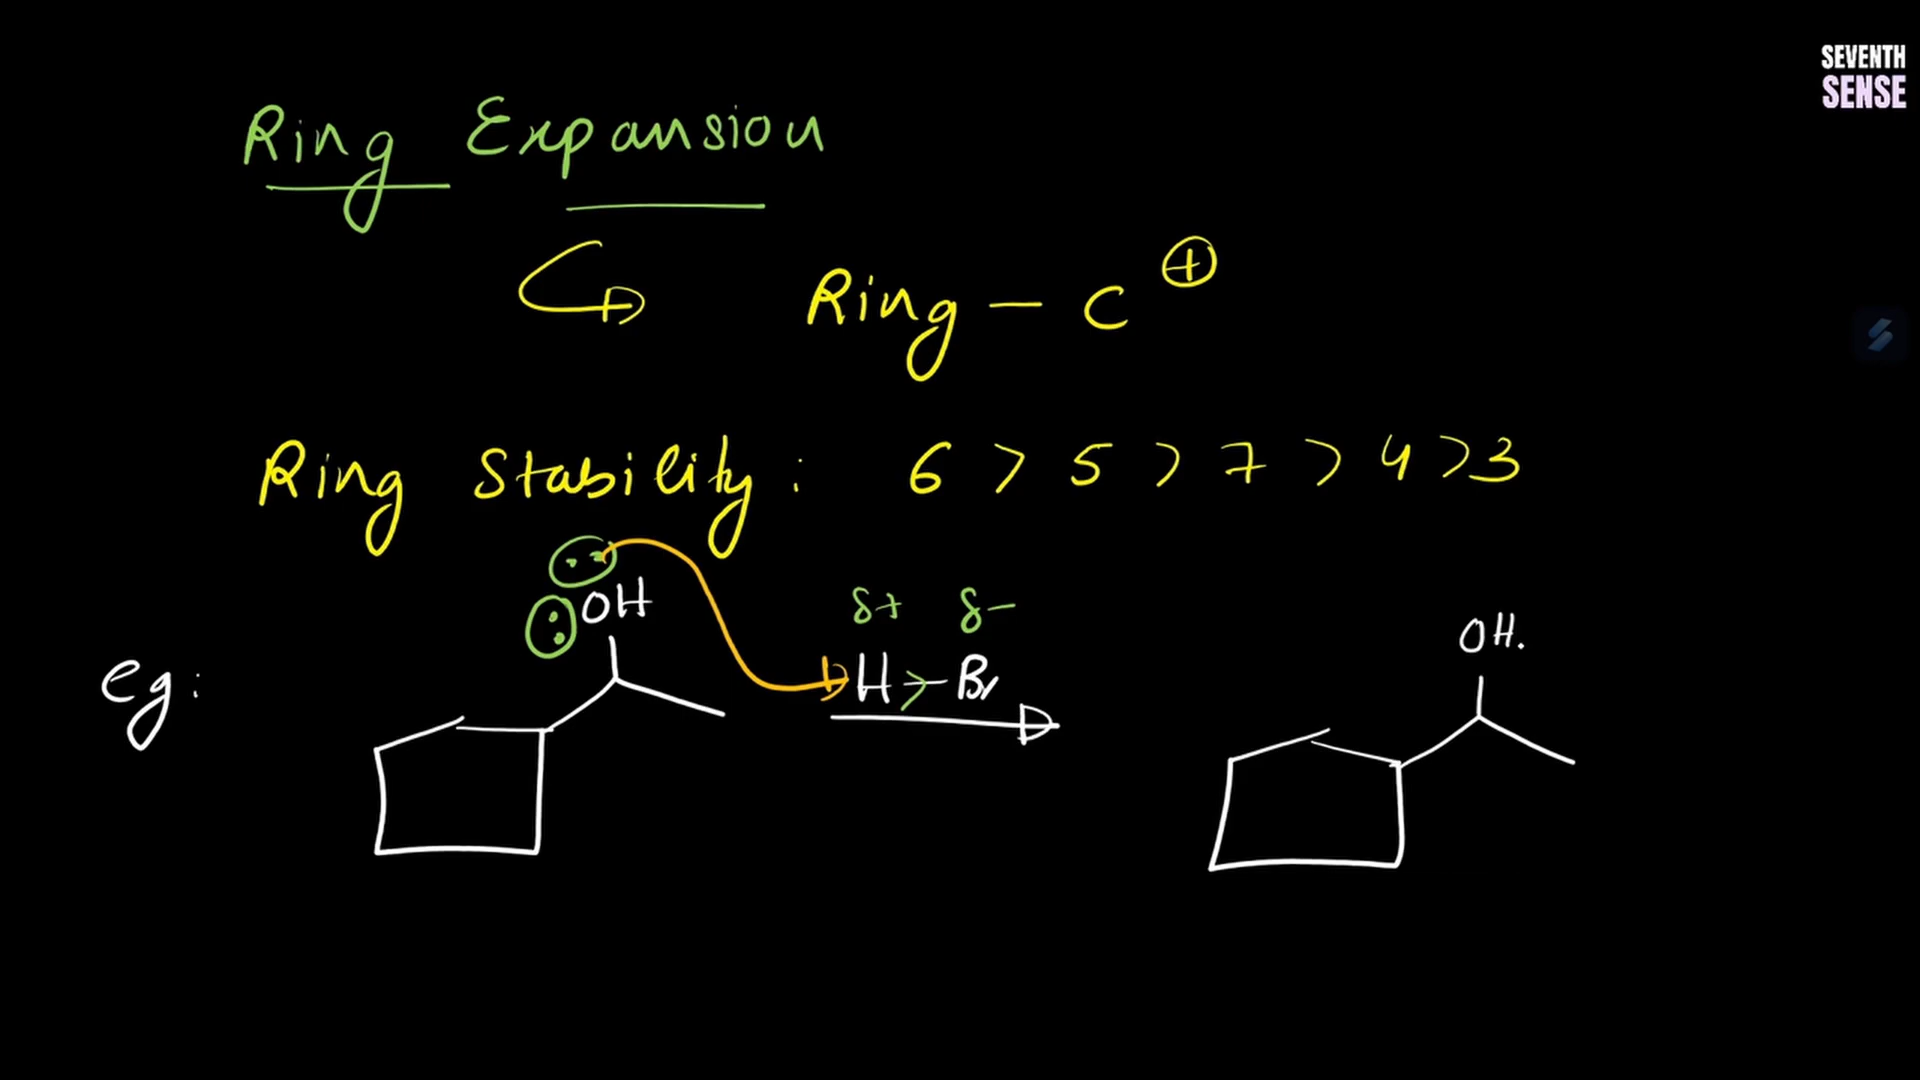 SEVENTH
SENSE
Ring Expansion
Ring - C ⊕
Ring Stability : 6 > 5 > 7 > 4 > 3
OH
δ+ δ-
OH.
eg : H > Br